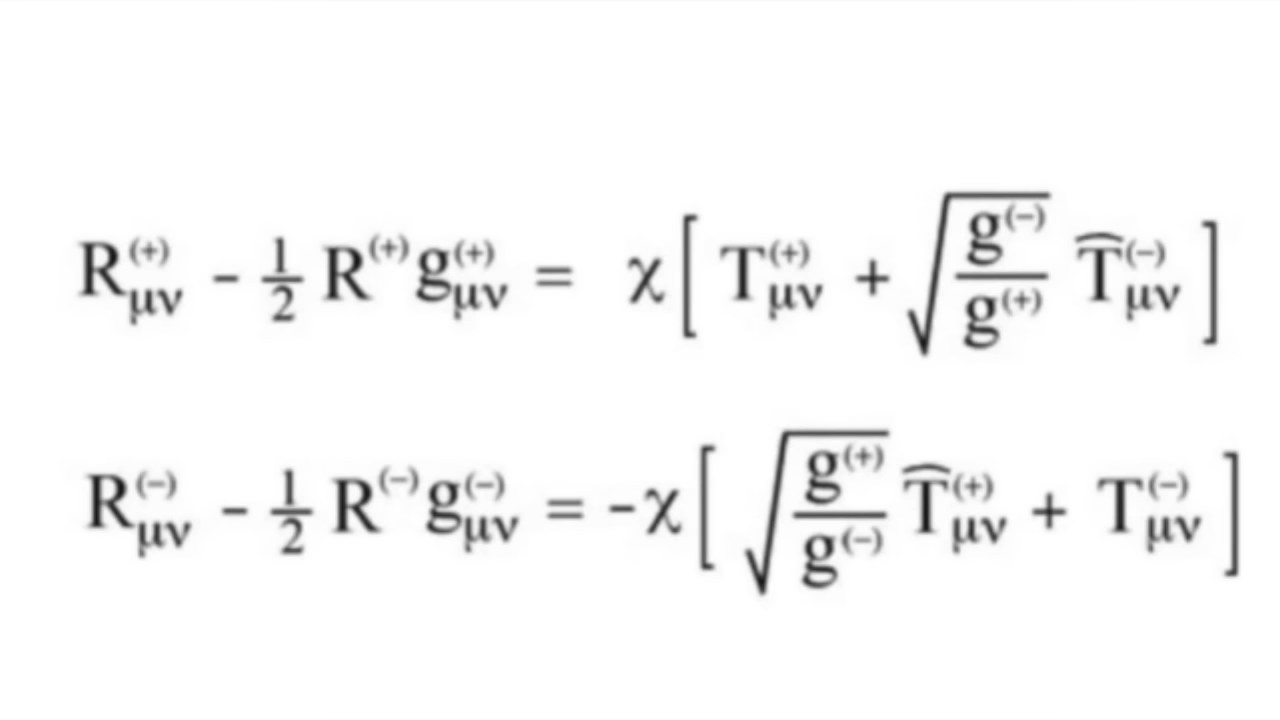 R⁽⁺⁾_μν - ½ R⁽⁺⁾ g⁽⁺⁾_μν = χ [ T⁽⁺⁾_μν + √(g⁽⁻⁾/g⁽⁺⁾) T̂⁽⁻⁾_μν ]
R⁽⁻⁾_μν - ½ R⁽⁻⁾ g⁽⁻⁾_μν = -χ [ √(g⁽⁺⁾/g⁽⁻⁾) T̂⁽⁺⁾_μν + T⁽⁻⁾_μν ]